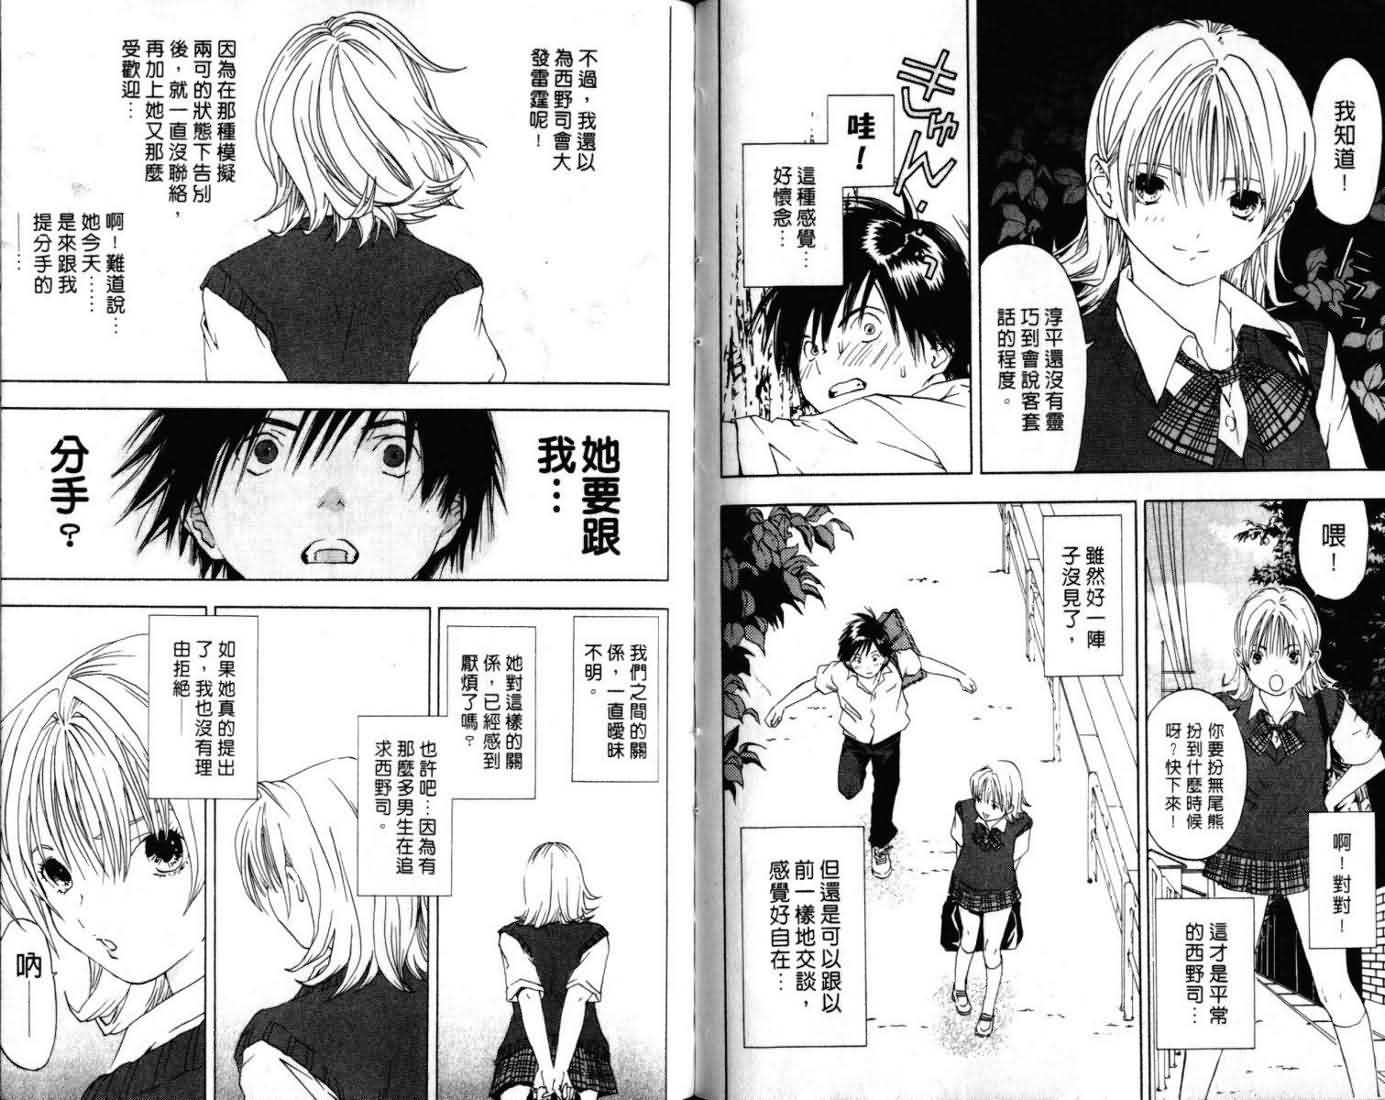 我知道！
淳平還沒有靈
巧到會說客套
話的程度。
きゅん
哇！
這種感覺…
好懷念…
喂！
你要扮無尾熊
扮到什麼時候
呀？快下來！
啊！對對！
這才是平常
的西野司…
雖然好一陣
子沒見了，
但還是可以跟以
前一樣地交談，
感覺好自在…
不過，我還以
為西野司會大
發雷霆呢！
因為在那種模擬
兩可的狀態下告別
後，就一直沒聯絡，
再加上她又那麼
受歡迎…
啊！難道說…
她今天……
是來跟我
提分手的
……
她要跟
我…
分手？
我們之間的關
係，一直曖昧
不明。
她對這樣的關
係，已經感到
厭煩了嗎？
也許吧…因為有
那麼多男生在追
求西野司。
如果她真的提出
了，我也沒有理
由拒絕——
吶——